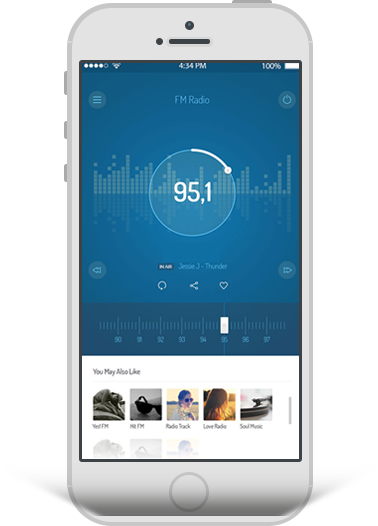 4:34 PM 100%
FM Radio
95,1
IN AIR Jessie J - Thunder
90 91 92 93 94 95 96 97
You May Also Like
Yes! FM Hit FM Radio Track Love Radio Soul Music